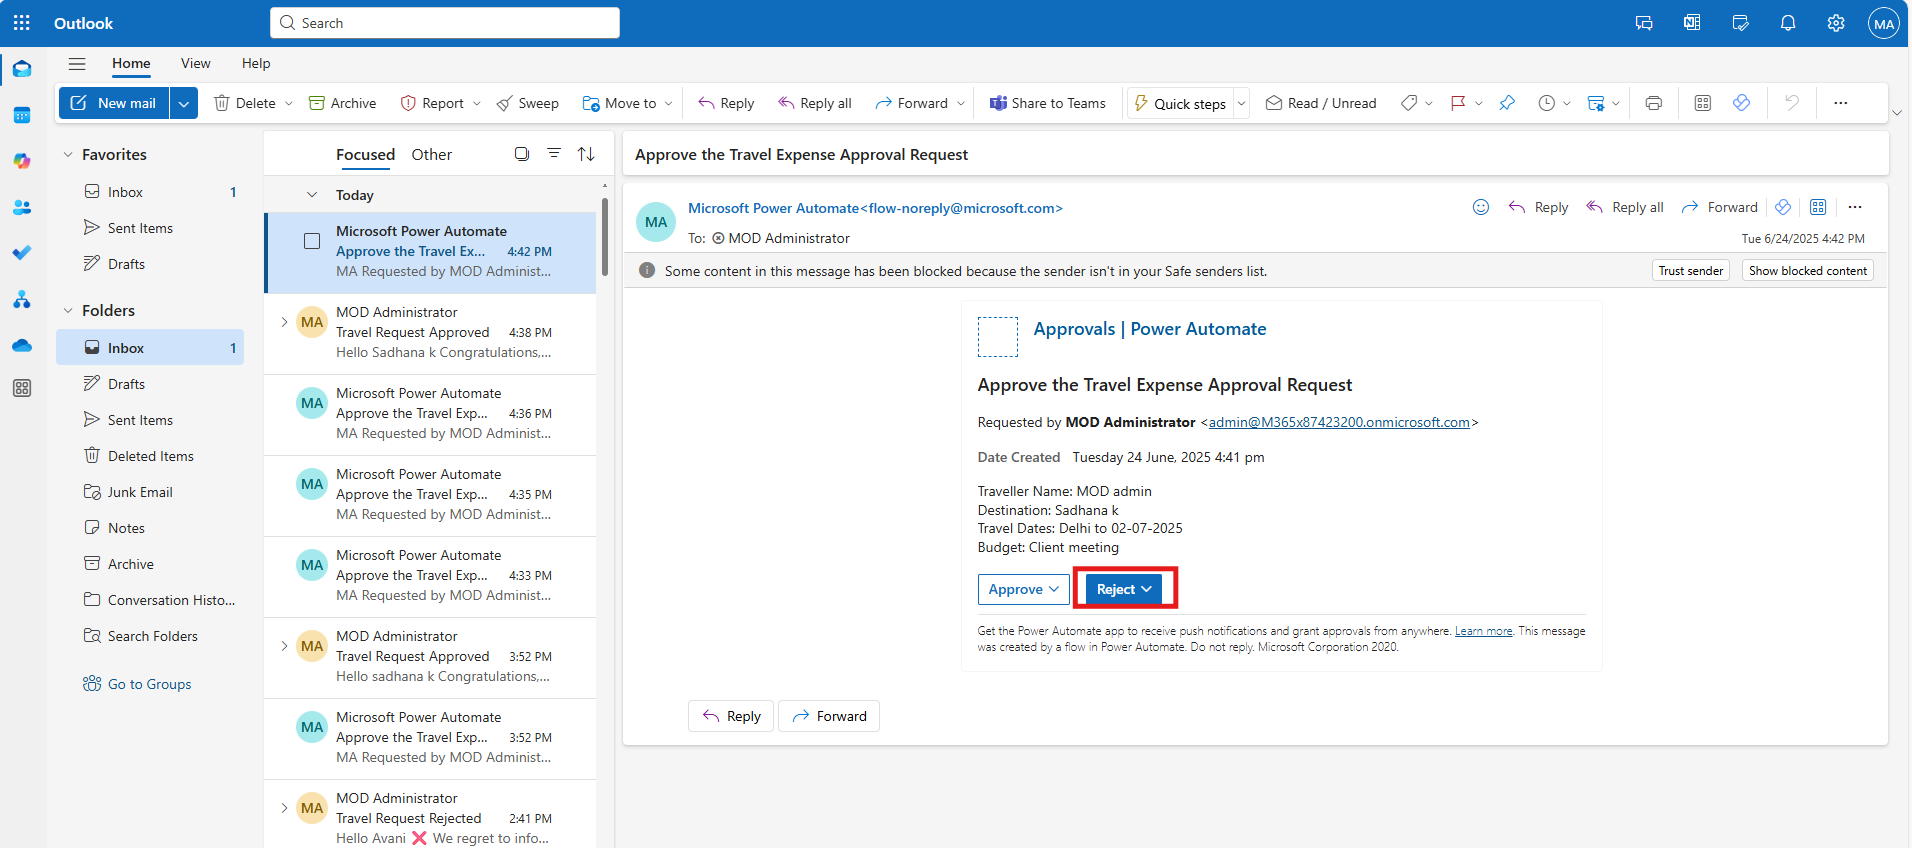 Outlook
Search
MA
Home View Help
New mail Delete Archive Report Sweep Move to Reply Reply all Forward Share to Teams Quick steps Read / Unread
Favorites
Inbox 1
Sent Items
Drafts
Folders
Inbox 1
Drafts
Sent Items
Deleted Items
Junk Email
Notes
Archive
Conversation Histo...
Search Folders
Go to Groups
Focused Other
Today
Microsoft Power Automate
Approve the Travel Ex... 4:42 PM
MA Requested by MOD Administ...
MA
MOD Administrator
Travel Request Approved 4:38 PM
Hello Sadhana k Congratulations,...
MA
Microsoft Power Automate
Approve the Travel Exp... 4:36 PM
MA Requested by MOD Administ...
MA
Microsoft Power Automate
Approve the Travel Exp... 4:35 PM
MA Requested by MOD Administ...
MA
Microsoft Power Automate
Approve the Travel Exp... 4:33 PM
MA Requested by MOD Administ...
MA
MOD Administrator
Travel Request Approved 3:52 PM
Hello sadhana k Congratulations,...
MA
Microsoft Power Automate
Approve the Travel Exp... 3:52 PM
MA Requested by MOD Administ...
MA
MOD Administrator
Travel Request Rejected 2:41 PM
Hello Avani ❌ We regret to info...
Approve the Travel Expense Approval Request
MA
Microsoft Power Automate<flow-noreply@microsoft.com>
Reply Reply all Forward
To: MOD Administrator
Tue 6/24/2025 4:42 PM
Some content in this message has been blocked because the sender isn't in your Safe senders list.
Trust sender Show blocked content
Approvals | Power Automate
Approve the Travel Expense Approval Request
Requested by MOD Administrator <admin@M365x87423200.onmicrosoft.com>
Date Created Tuesday 24 June, 2025 4:41 pm
Traveller Name: MOD admin
Destination: Sadhana k
Travel Dates: Delhi to 02-07-2025
Budget: Client meeting
Approve Reject
Get the Power Automate app to receive push notifications and grant approvals from anywhere. Learn more. This message
was created by a flow in Power Automate. Do not reply. Microsoft Corporation 2020.
Reply Forward